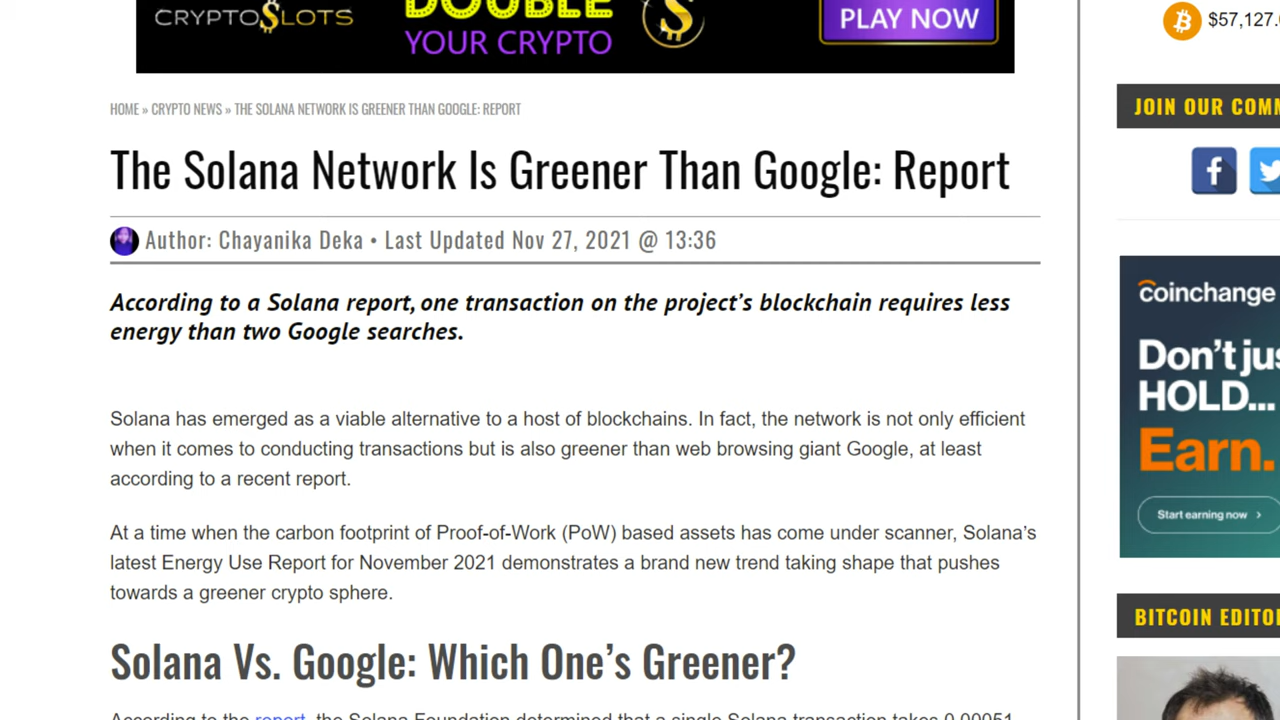 CRYPTOSLOTS
DOUBLE
YOUR CRYPTO
PLAY NOW
$57,127.
HOME » CRYPTO NEWS » THE SOLANA NETWORK IS GREENER THAN GOOGLE: REPORT
JOIN OUR COMM
The Solana Network Is Greener Than Google: Report
Author: Chayanika Deka • Last Updated Nov 27, 2021 @ 13:36
According to a Solana report, one transaction on the project's blockchain requires less
energy than two Google searches.
Solana has emerged as a viable alternative to a host of blockchains. In fact, the network is not only efficient
when it comes to conducting transactions but is also greener than web browsing giant Google, at least
according to a recent report.
At a time when the carbon footprint of Proof-of-Work (PoW) based assets has come under scanner, Solana's
latest Energy Use Report for November 2021 demonstrates a brand new trend taking shape that pushes
towards a greener crypto sphere.
Solana Vs. Google: Which One's Greener?
According to the report, the Solana Foundation determined that a single Solana transaction takes 0.00051
coinchange
Don't jus
HOLD...
Earn.
Start earning now >
BITCOIN EDITO